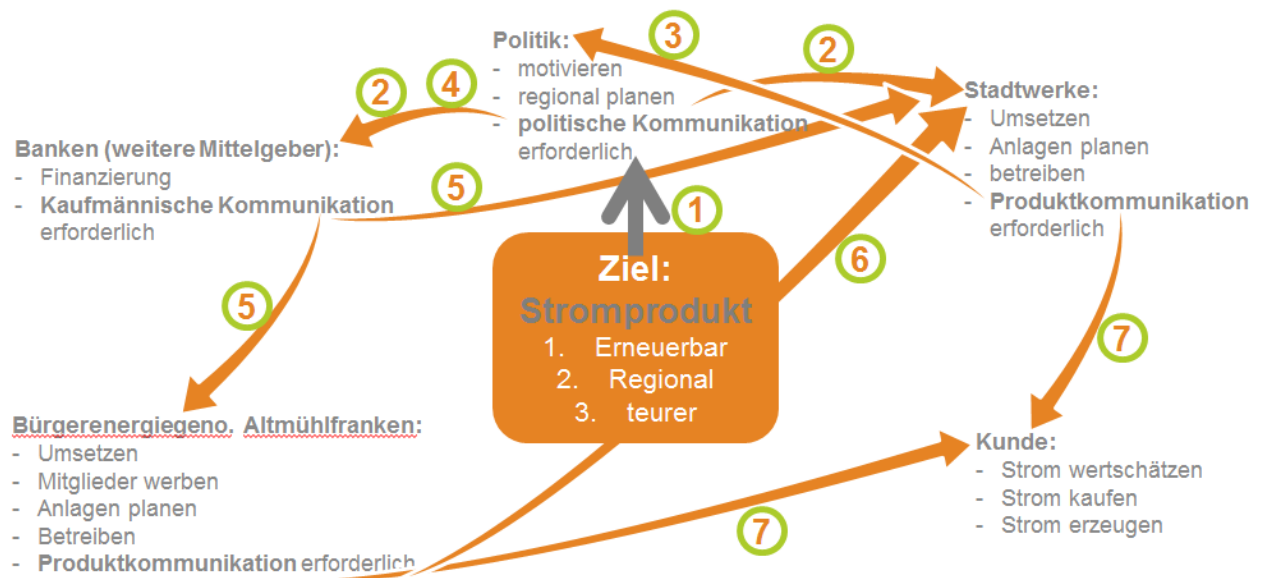 Politik:
- motivieren
- regional planen
- politische Kommunikation
erforderlich
3
2
2
4
Stadtwerke:
- Umsetzen
- Anlagen planen
- betreiben
- Produktkommunikation
erforderlich
Banken (weitere Mittelgeber):
- Finanzierung
- Kaufmännische Kommunikation
erforderlich
5
1
Ziel:
Stromprodukt
1. Erneuerbar
2. Regional
3. teurer
6
5
7
Bürgerenergiegeno. Altmühlfranken:
- Umsetzen
- Mitglieder werben
- Anlagen planen
- Betreiben
- Produktkommunikation erforderlich
7
Kunde:
- Strom wertschätzen
- Strom kaufen
- Strom erzeugen